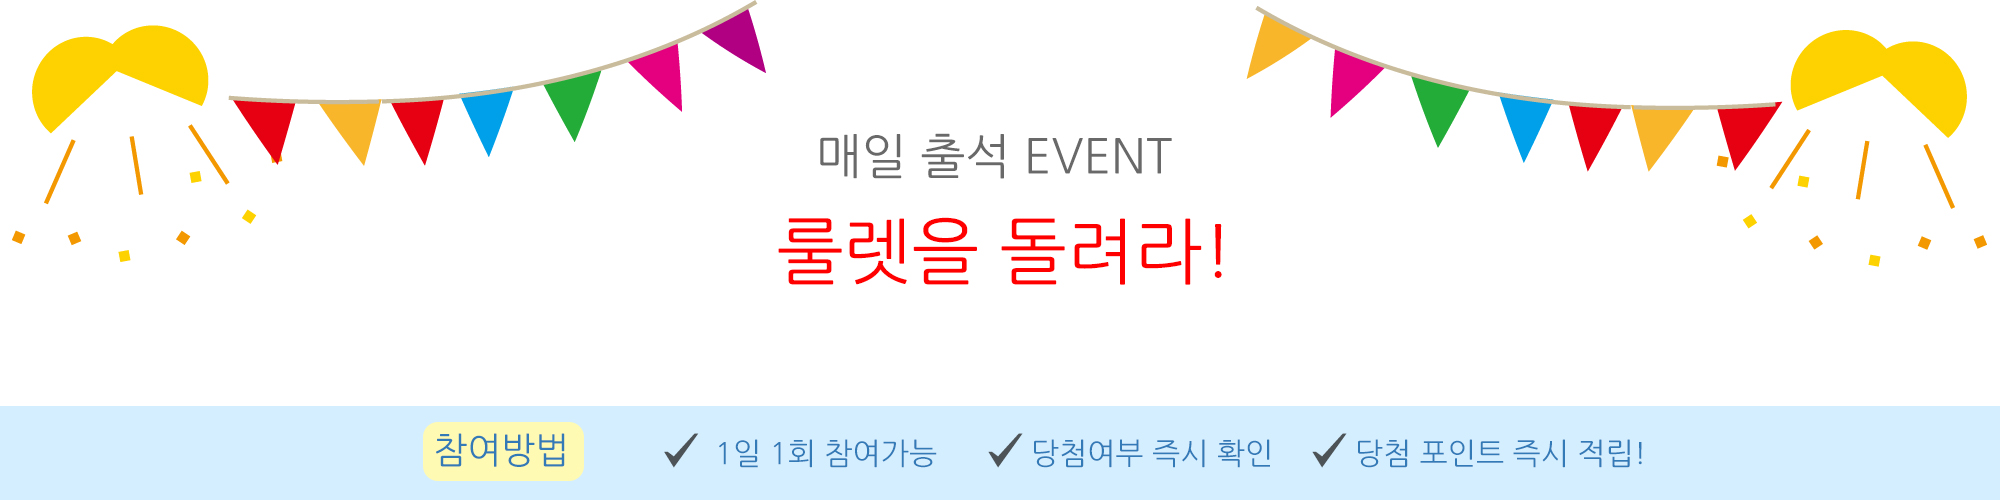 매일 출석 EVENT
룰렛을 돌려라!
참여방법 1일 1회 참여가능 당첨여부 즉시 확인 당첨 포인트 즉시 적립!